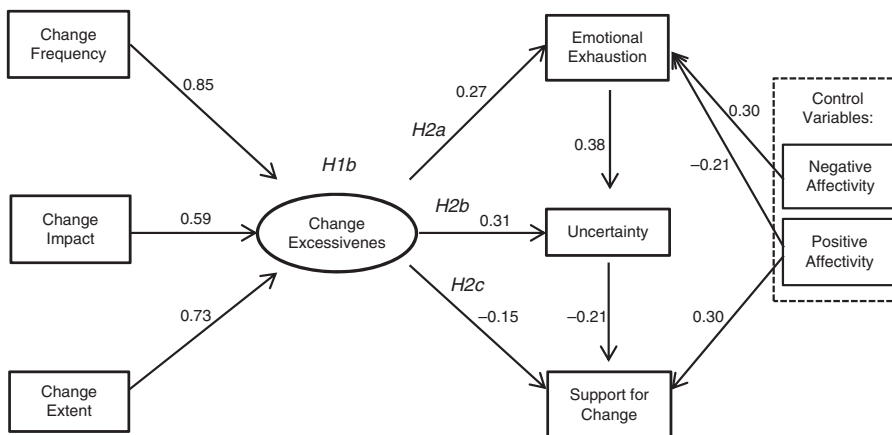 Change
Frequency
0.85
Change
Impact
0.59
Change
Extent
0.73
H1b
Change
Excessivenes
H2a
0.27
H2b
0.31
H2c
–0.15
Emotional
Exhaustion
0.38
Uncertainty
–0.21
Support for
Change
0.30
–0.21
0.30
Control
Variables:
Negative
Affectivity
Positive
Affectivity